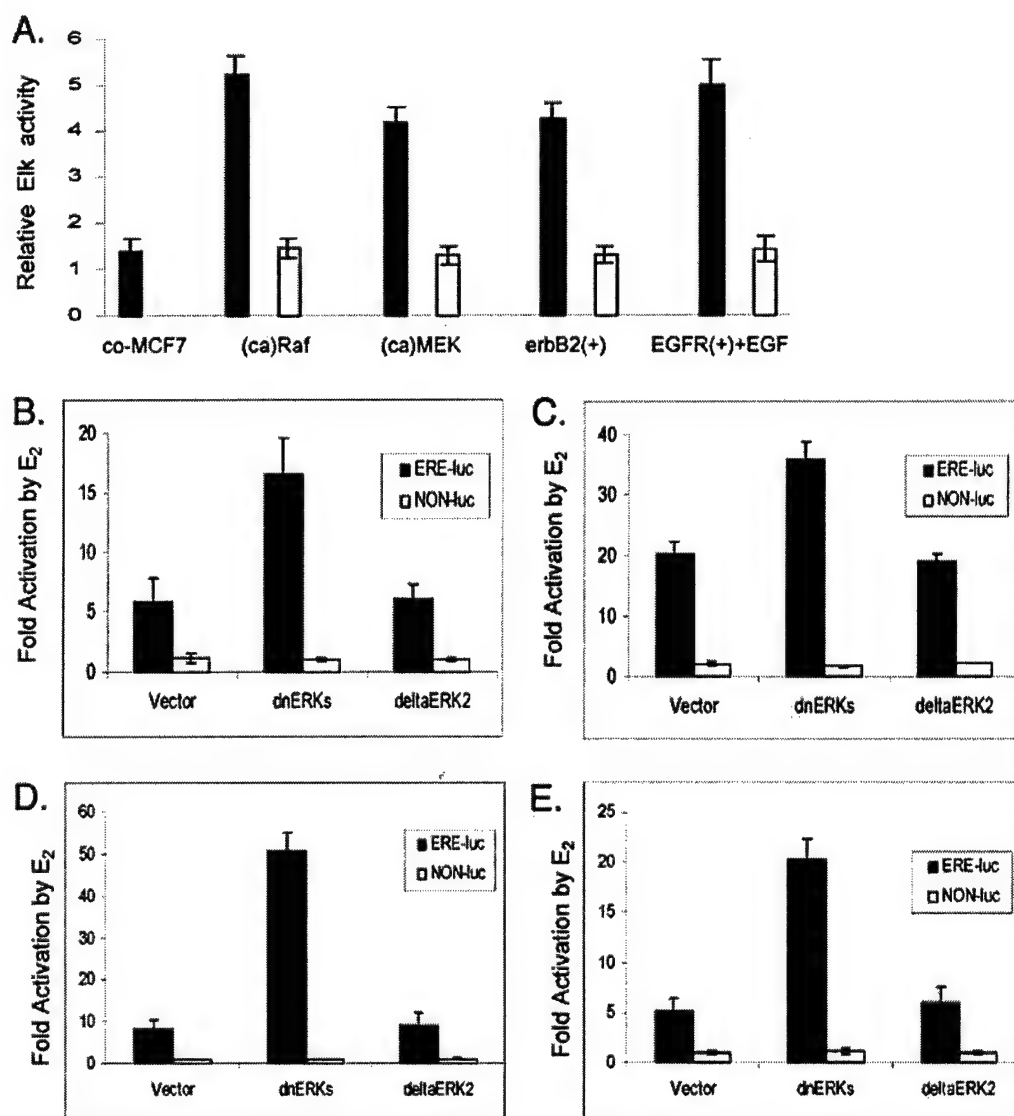 A.
Relative Elk activity
6
5
4
3
2
1
0
co-MCF7 (ca)Raf (ca)MEK erbB2(+) EGFR(+)+EGF
B.
Fold Activation by E2
20
15
10
5
0
ERE-luc
NON-luc
Vector dnERKs deltaERK2
C.
Fold Activation by E2
40
30
20
10
0
ERE-luc
NON-luc
Vector dnERKs deltaERK2
D.
Fold Activation by E2
60
50
40
30
20
10
0
ERE-luc
NON-luc
Vector dnERKs deltaERK2
E.
Fold Activation by E2
25
20
15
10
5
0
ERE-luc
NON-luc
Vector dnERKs deltaERK2